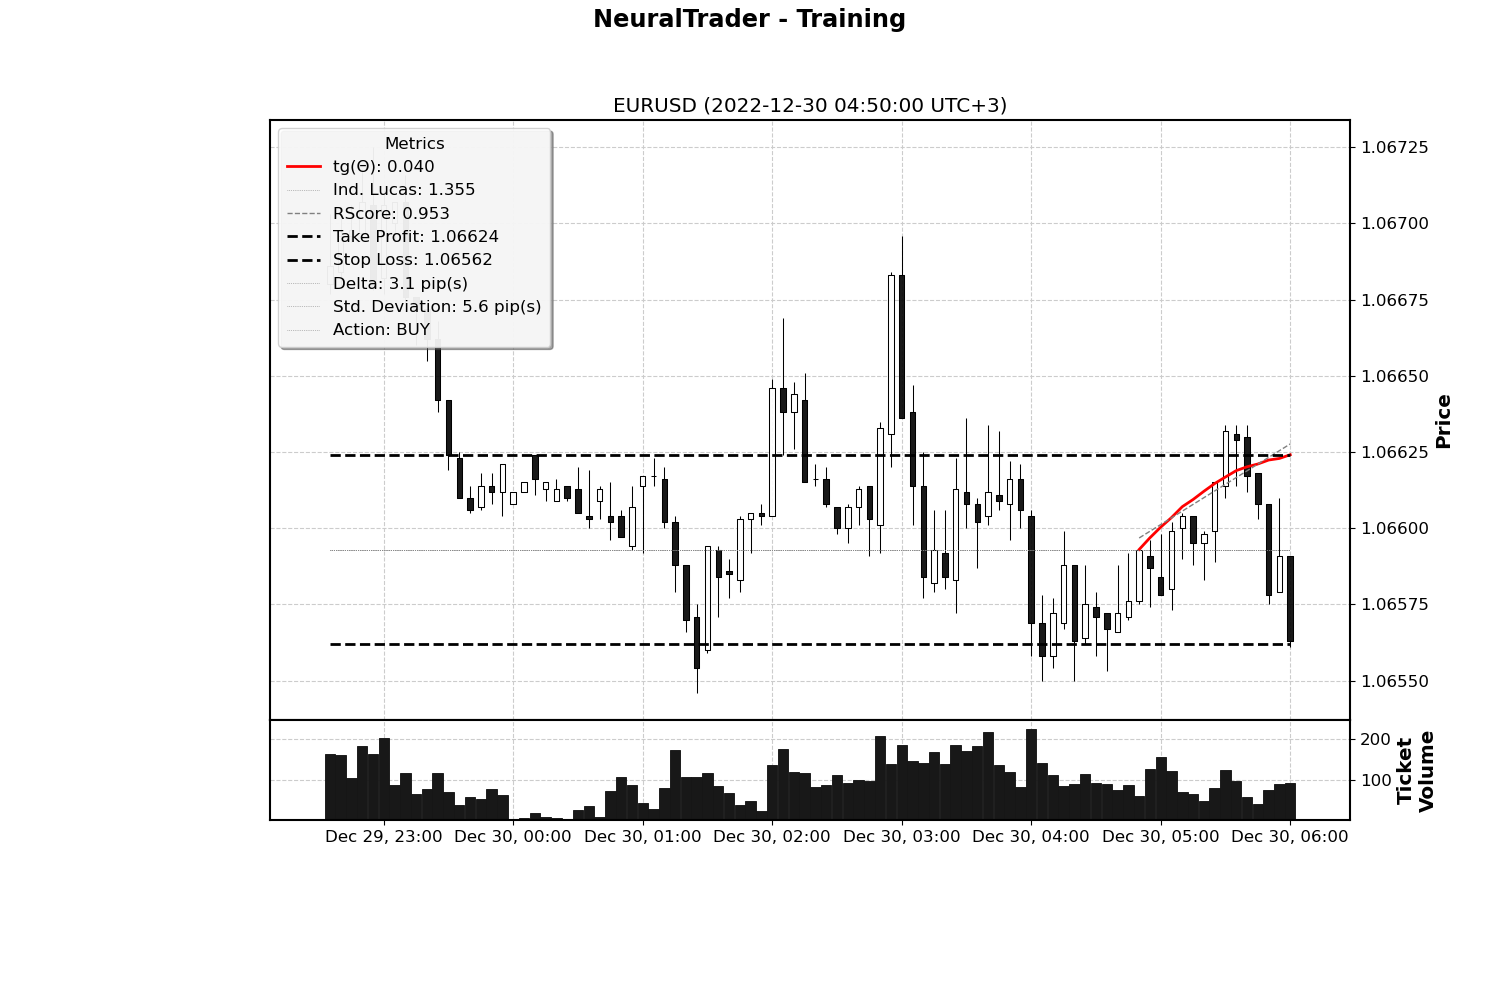 NeuralTrader - Training
EURUSD (2022-12-30 04:50:00 UTC+3)
Metrics
tg(Θ): 0.040
Ind. Lucas: 1.355
RScore: 0.953
Take Profit: 1.06624
Stop Loss: 1.06562
Delta: 3.1 pip(s)
Std. Deviation: 5.6 pip(s)
Action: BUY
1.06725
1.06700
1.06675
1.06650
1.06625
1.06600
1.06575
1.06550
Price
200
100
Ticket
Volume
Dec 29, 23:00
Dec 30, 00:00
Dec 30, 01:00
Dec 30, 02:00
Dec 30, 03:00
Dec 30, 04:00
Dec 30, 05:00
Dec 30, 06:00